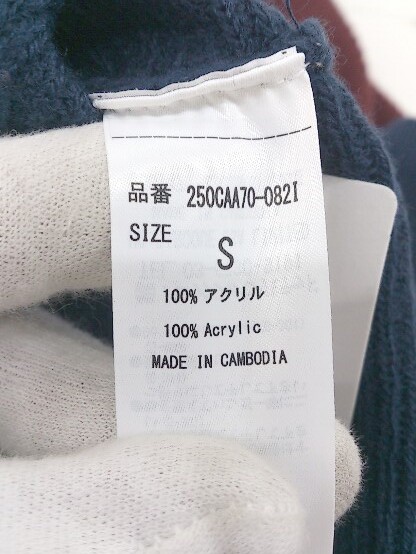 品番 250CAA70-082I
SIZE
S
100% アクリル
100% Acrylic
MADE IN CAMBODIA